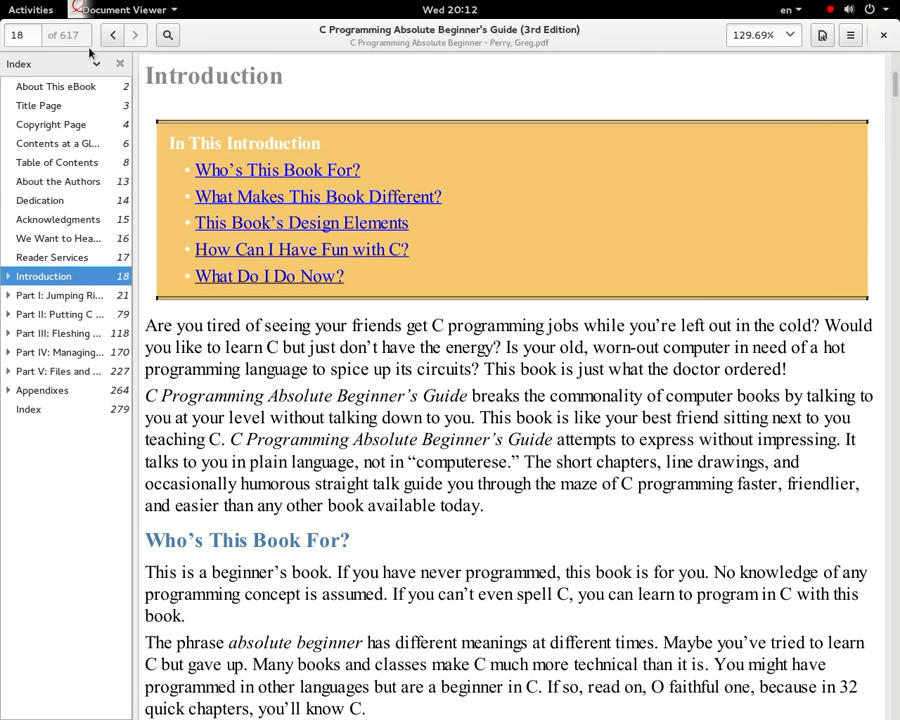 Activities Document Viewer Wed 20:12 en
18 of 617 C Programming Absolute Beginner's Guide (3rd Edition) 129.69%
C Programming Absolute Beginner - Perry, Greg.pdf
Index
About This eBook 2
Title Page 3
Copyright Page 4
Contents at a Gl... 6
Table of Contents 8
About the Authors 13
Dedication 14
Acknowledgments 15
We Want to Hea... 16
Reader Services 17
Introduction 18
Part I: Jumping Ri... 21
Part II: Putting C ... 79
Part III: Fleshing ... 118
Part IV: Managing... 170
Part V: Files and ... 227
Appendixes 264
Index 279
Introduction
In This Introduction
• Who’s This Book For?
• What Makes This Book Different?
• This Book’s Design Elements
• How Can I Have Fun with C?
• What Do I Do Now?
Are you tired of seeing your friends get C programming jobs while you’re left out in the cold? Would
you like to learn C but just don’t have the energy? Is your old, worn-out computer in need of a hot
programming language to spice up its circuits? This book is just what the doctor ordered!
C Programming Absolute Beginner’s Guide breaks the commonality of computer books by talking to
you at your level without talking down to you. This book is like your best friend sitting next to you
teaching C. C Programming Absolute Beginner’s Guide attempts to express without impressing. It
talks to you in plain language, not in “computerese.” The short chapters, line drawings, and
occasionally humorous straight talk guide you through the maze of C programming faster, friendlier,
and easier than any other book available today.
Who’s This Book For?
This is a beginner’s book. If you have never programmed, this book is for you. No knowledge of any
programming concept is assumed. If you can’t even spell C, you can learn to program in C with this
book.
The phrase absolute beginner has different meanings at different times. Maybe you’ve tried to learn
C but gave up. Many books and classes make C much more technical than it is. You might have
programmed in other languages but are a beginner in C. If so, read on, O faithful one, because in 32
quick chapters, you’ll know C.